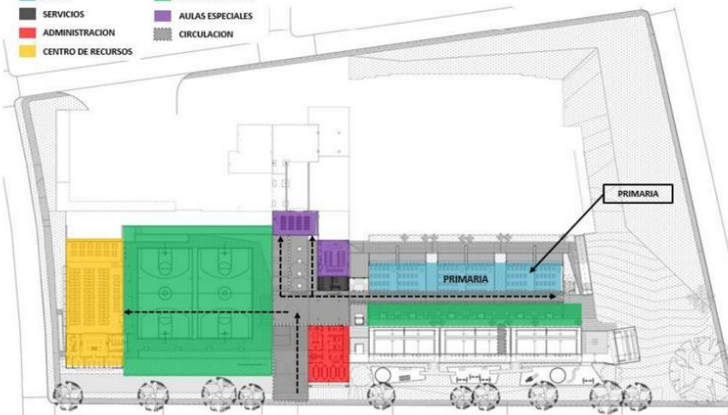 SERVICIOS
AULAS ESPECIALES
ADMINISTRACION
CIRCULACION
CENTRO DE RECURSOS
PRIMARIA
PRIMARIA